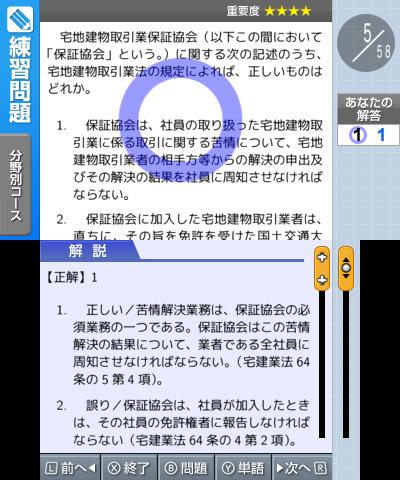 重要度 ★★★★
練習問題
分野別コース
宅地建物取引業保証協会（以下この問において
「保証協会」という。）に関する次の記述のうち、
宅地建物取引業法の規定によれば、正しいものは
どれか。
1. 保証協会は、社員の取り扱った宅地建物取
引業に係る取引に関する苦情について、宅地
建物取引業者の相手方等からの解決の申出及
びその解決の結果を社員に周知させなければ
ならない。
2. 保証協会に加入した宅地建物取引業者は、
直ちに、その旨を免許を受けた国土交通大
5/58
あなたの
解答
1 1
解 説
【正解】1
1. 正しい／苦情解決業務は、保証協会の必
須業務の一つである。保証協会はこの苦情
解決の結果について、業者である全社員に
周知させなければならない。（宅建業法 64
条の 5 第 4 項）。
2. 誤り／保証協会は、社員が加入したとき
は、その社員の免許権者に報告しなければ
ならない（宅建業法 64 条の 4 第 2 項）。
L 前へ◀ X 終了 B 問題 Y 単語 ▶次へ R